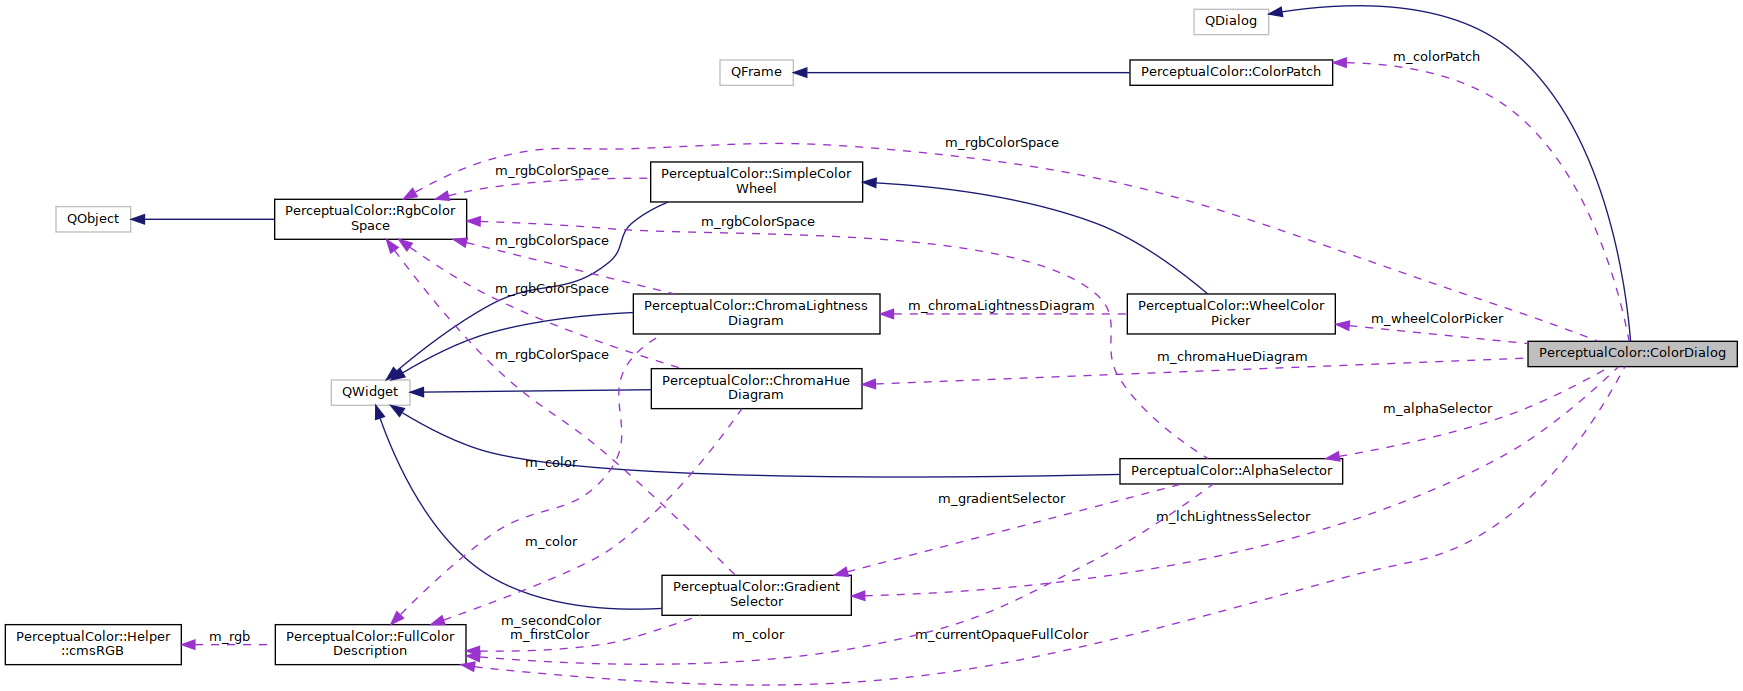 QDialog
m_colorPatch
QFrame
PerceptualColor::ColorPatch
m_rgbColorSpace
m_rgbColorSpace
PerceptualColor::SimpleColor
Wheel
PerceptualColor::RgbColor
Space
QObject
m_rgbColorSpace
m_rgbColorSpace
m_rgbColorSpace
PerceptualColor::ChromaLightness
Diagram
m_chromaLightnessDiagram
PerceptualColor::WheelColor
Picker
m_wheelColorPicker
m_rgbColorSpace
m_chromaHueDiagram
PerceptualColor::ColorDialog
QWidget
PerceptualColor::ChromaHue
Diagram
m_alphaSelector
m_color
PerceptualColor::AlphaSelector
m_gradientSelector
m_lchLightnessSelector
m_color
PerceptualColor::Gradient
Selector
m_secondColor
m_firstColor
m_color
m_currentOpaqueFullColor
PerceptualColor::Helper
::cmsRGB
m_rgb
PerceptualColor::FullColor
Description